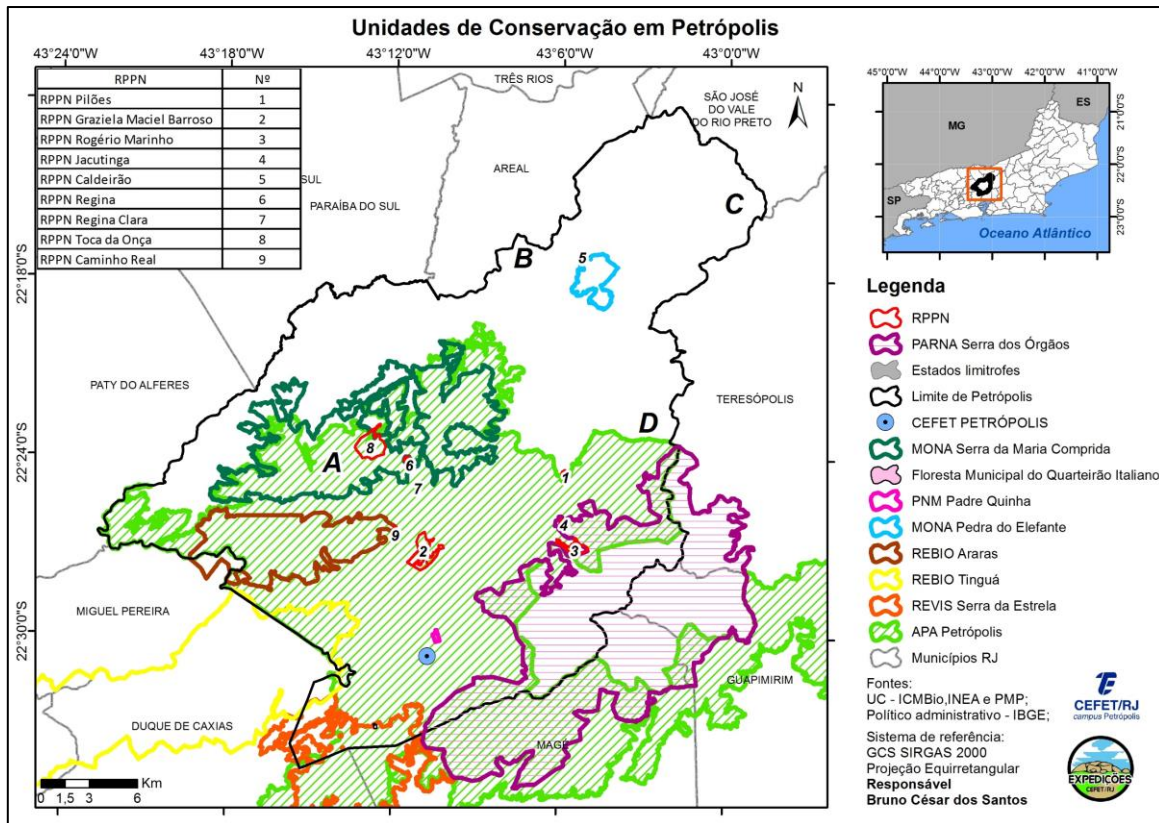 Unidades de Conservação em Petrópolis
43°24'0"W 43°18'0"W 43°12'0"W 43°6'0"W 43°0'0"W
RPPN Nº
RPPN Pilões 1
RPPN Graziela Maciel Barroso 2
RPPN Rogério Marinho 3
RPPN Jacutinga 4
RPPN Caldeirão 5
RPPN Regina 6
RPPN Regina Clara 7
RPPN Toca da Onça 8
RPPN Caminho Real 9
22°18'0"S
22°24'0"S
22°30'0"S
TRÊS RIOS
SÃO JOSÉ
DO VALE
DO RIO PRETO
N
AREAL
SUL
PARAÍBA DO SUL
C
B
5
PATY DO ALFERES
TERESÓPOLIS
D
A
8
6
7
1
4
3
9
2
MIGUEL PEREIRA
DUQUE DE CAXIAS
GUAPIMIRIM
MAGÉ
Km
0 1,5 3 6
45°0'0"W 44°0'0"W 43°0'0"W 42°0'0"W 41°0'0"W
21°0'0"S
22°0'0"S
23°0'0"S
ES
MG
SP
Oceano Atlântico
Legenda
RPPN
PARNA Serra dos Órgãos
Estados limitrofes
Limite de Petrópolis
CEFET PETRÓPOLIS
MONA Serra da Maria Comprida
Floresta Municipal do Quarteirão Italiano
PNM Padre Quinha
MONA Pedra do Elefante
REBIO Araras
REBIO Tinguá
REVIS Serra da Estrela
APA Petrópolis
Municípios RJ
Fontes:
UC - ICMBio,INEA e PMP;
Político administrativo - IBGE;
Sistema de referência:
GCS SIRGAS 2000
Projeção Equirretangular
Responsável
Bruno César dos Santos
CEFET/RJ
campus Petrópolis
EXPEDIÇÕES
CEFET/RJ